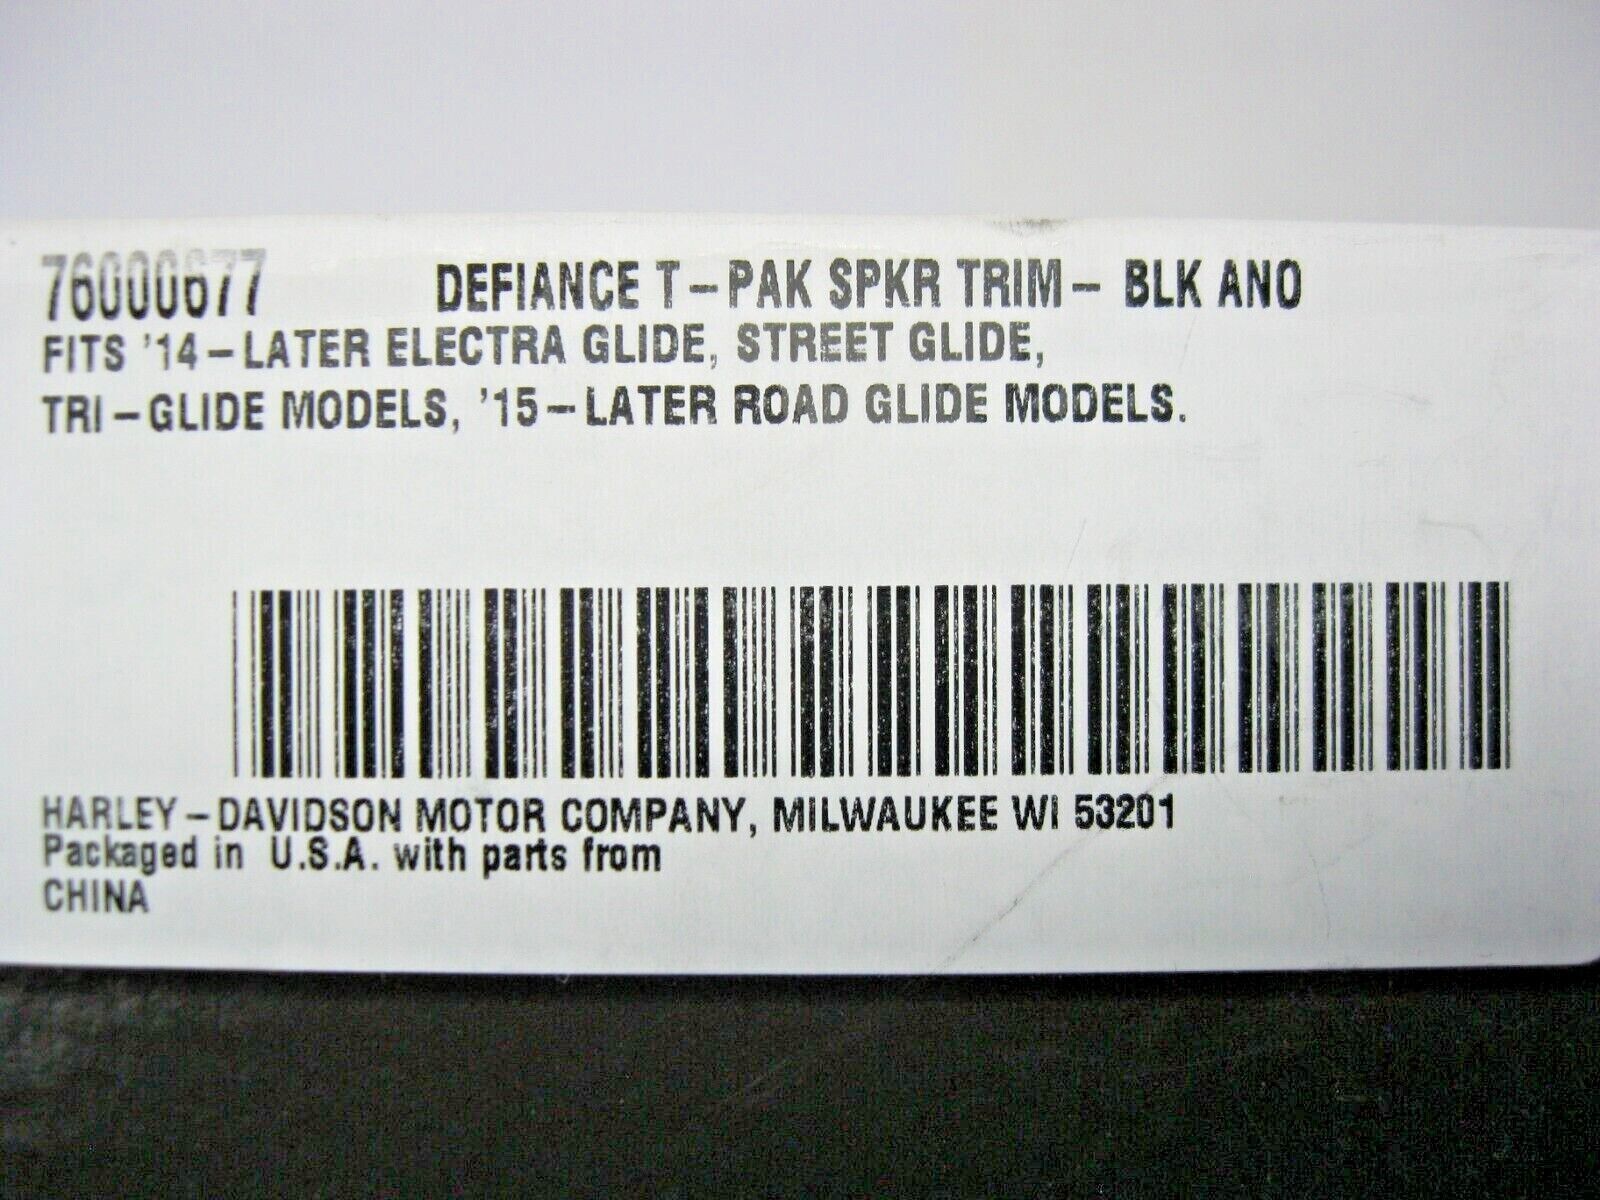 76000677 DEFIANCE T-PAK SPKR TRIM- BLK ANO
FITS '14-LATER ELECTRA GLIDE, STREET GLIDE,
TRI-GLIDE MODELS, '15-LATER ROAD GLIDE MODELS.
HARLEY-DAVIDSON MOTOR COMPANY, MILWAUKEE WI 53201
Packaged in U.S.A. with parts from
CHINA